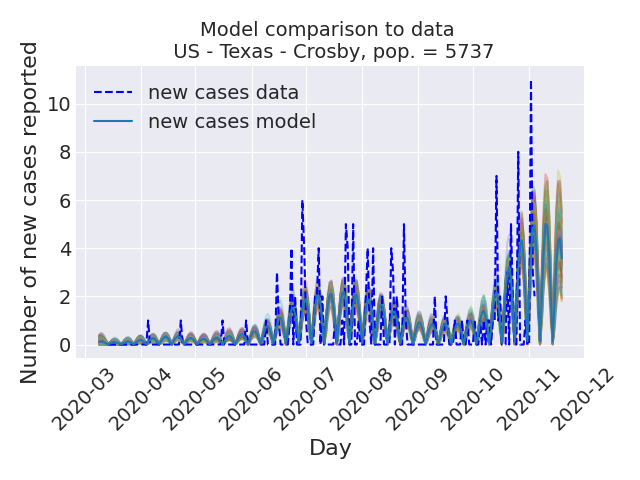 Model comparison to data
US - Texas - Crosby, pop. = 5737
Number of new cases reported
10
8
6
4
2
0
new cases data
new cases model
2020-03
2020-04
2020-05
2020-06
2020-07
2020-08
2020-09
2020-10
2020-11
2020-12
Day